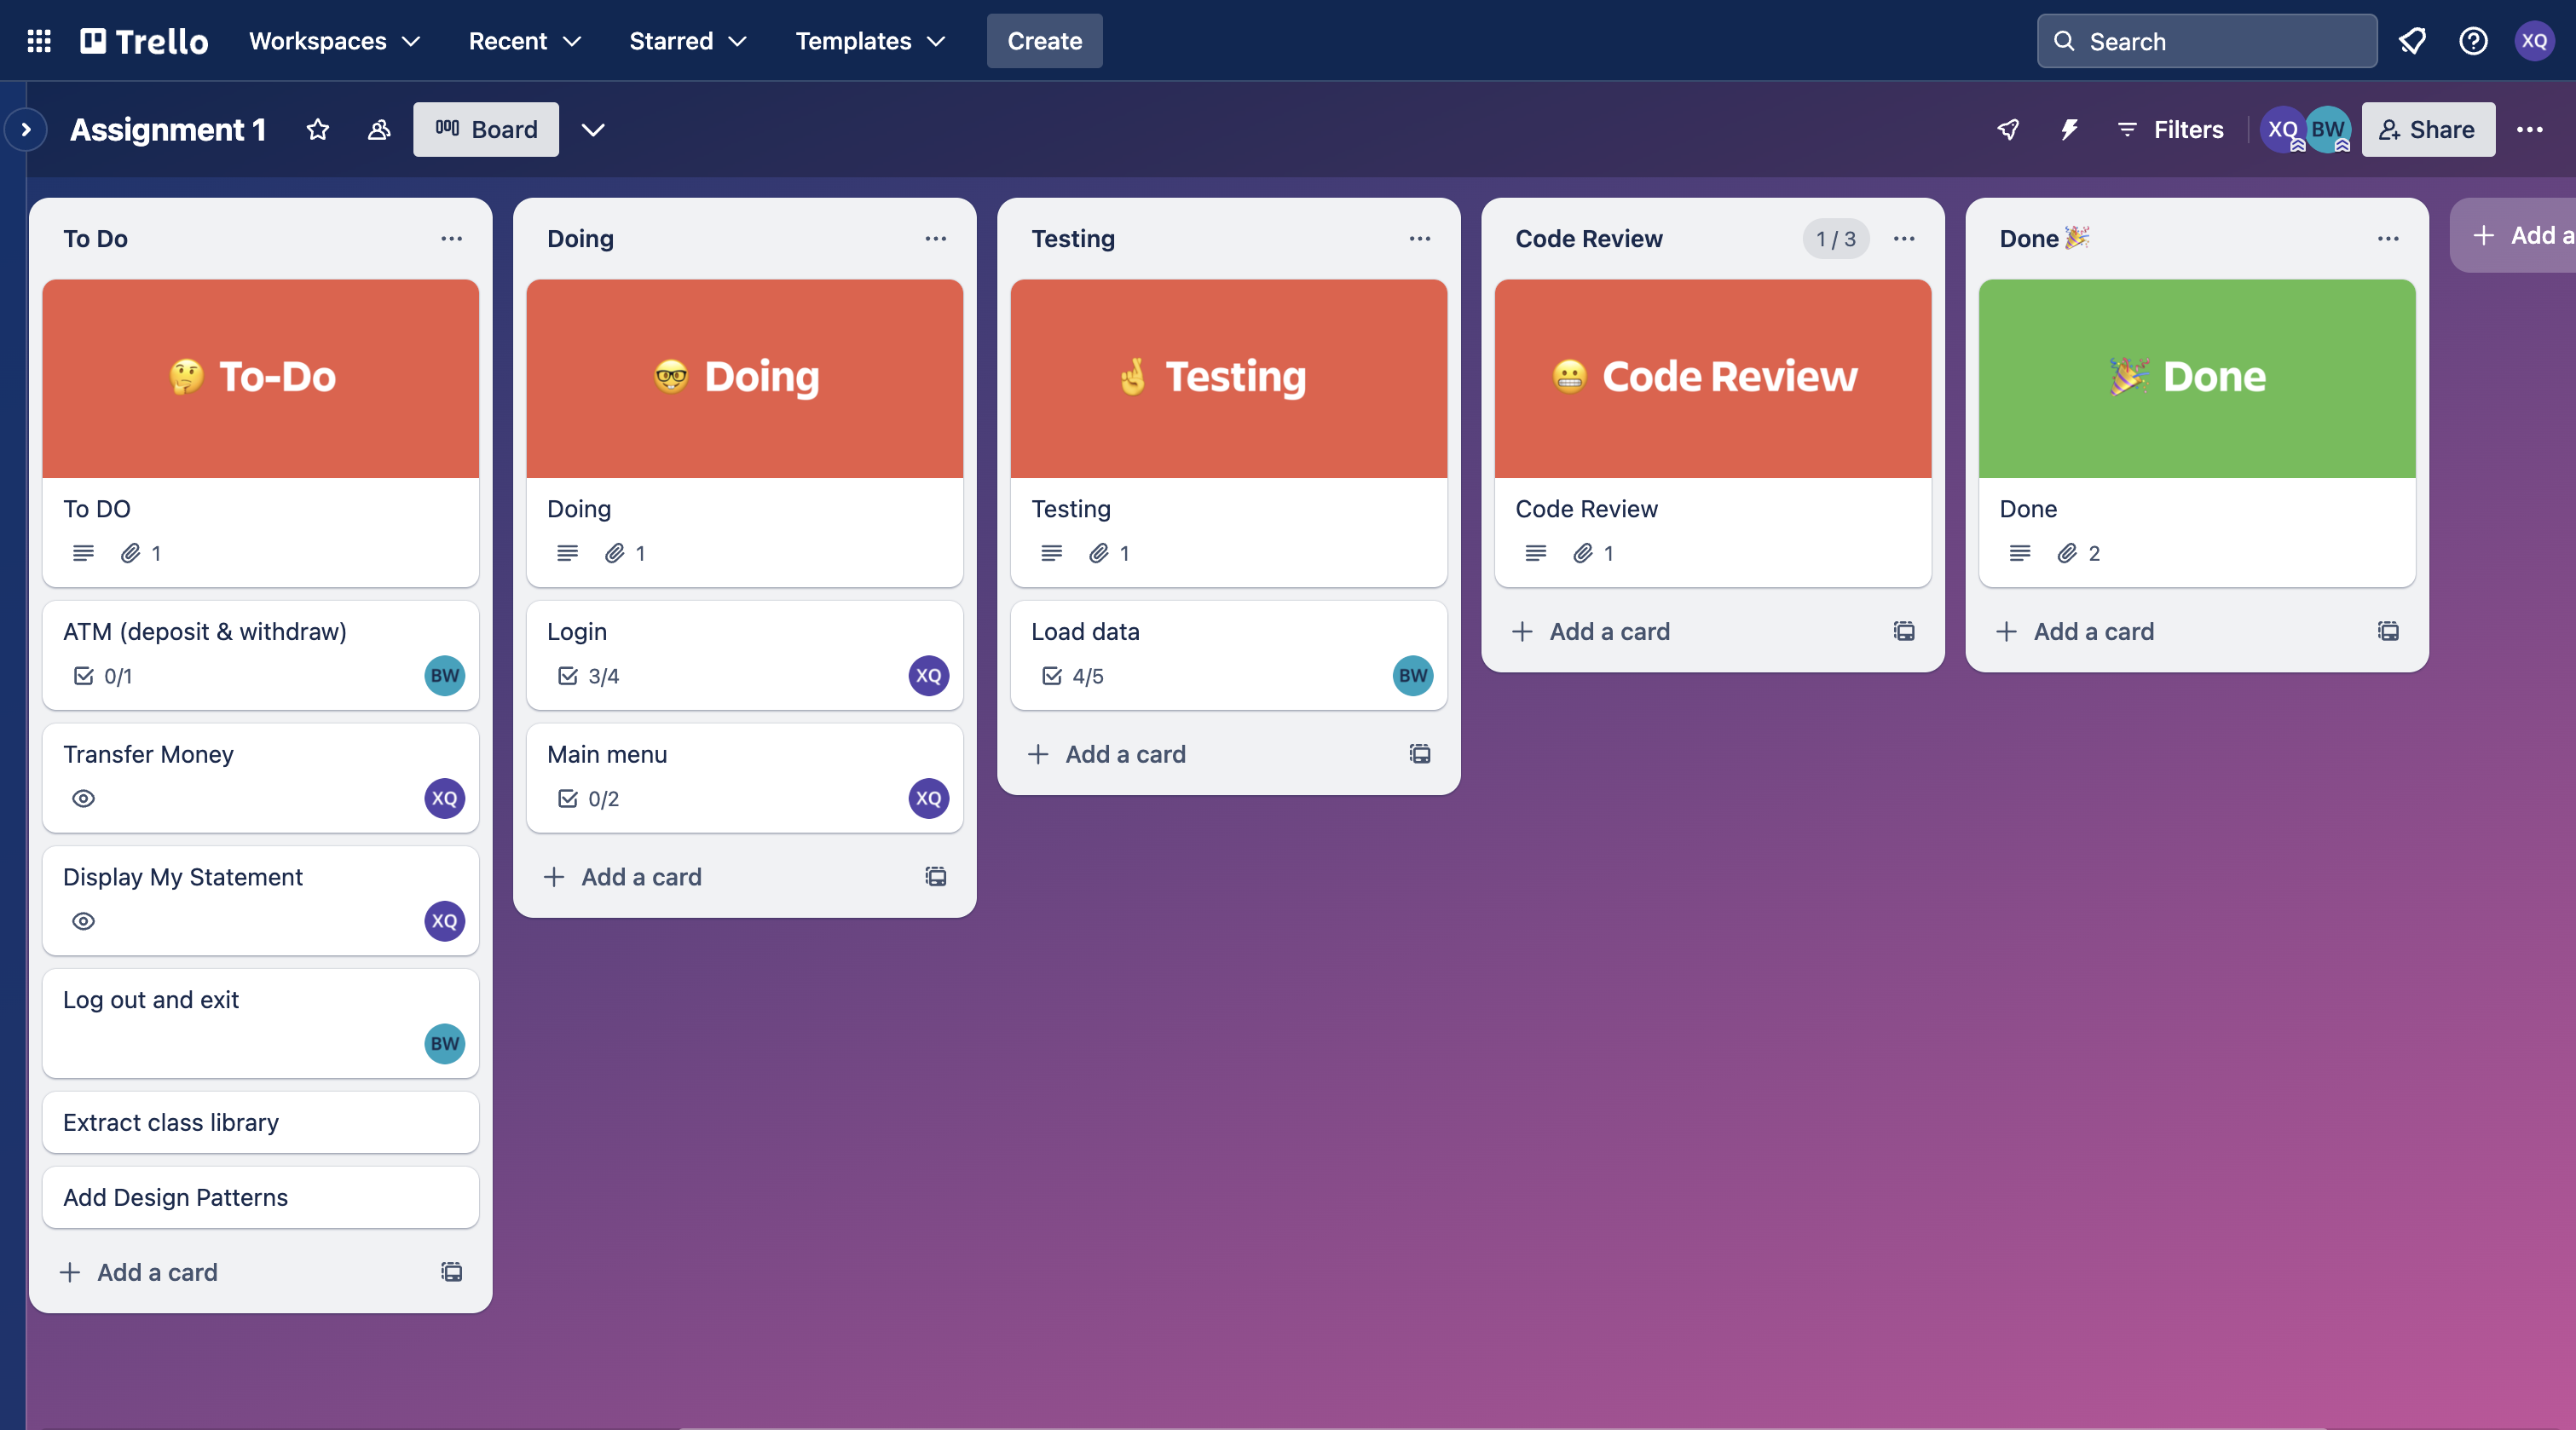 Trello Workspaces Recent Starred Templates Create Search XQ
Assignment 1 Board Filters XQ BW Share
To Do
🤔 To-Do
To DO
1
ATM (deposit & withdraw)
0/1 BW
Transfer Money
XQ
Display My Statement
XQ
Log out and exit
BW
Extract class library
Add Design Patterns
+ Add a card
Doing
🤓 Doing
Doing
1
Login
3/4 XQ
Main menu
0/2 XQ
+ Add a card
Testing
🤞 Testing
Testing
1
Load data
4/5 BW
+ Add a card
Code Review 1 / 3
😬 Code Review
Code Review
1
+ Add a card
Done 🎉
🎉 Done
Done
2
+ Add a card
+ Add a